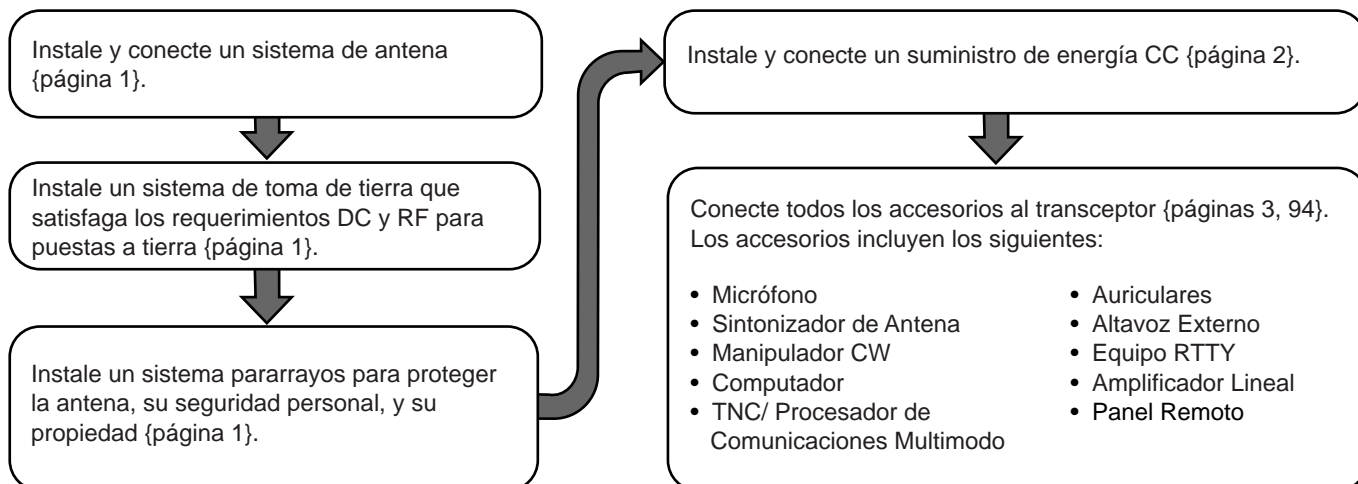 Instale y conecte un sistema de antena
{página 1}.
Instale un sistema de toma de tierra que
satisfaga los requerimientos DC y RF para
puestas a tierra {página 1}.
Instale un sistema pararrayos para proteger
la antena, su seguridad personal, y su
propiedad {página 1}.
Instale y conecte un suministro de energía CC {página 2}.
Conecte todos los accesorios al transceptor {páginas 3, 94}.
Los accesorios incluyen los siguientes:
• Micrófono
• Sintonizador de Antena
• Manipulador CW
• Computador
• TNC/ Procesador de
Comunicaciones Multimodo
• Auriculares
• Altavoz Externo
• Equipo RTTY
• Amplificador Lineal
• Panel Remoto